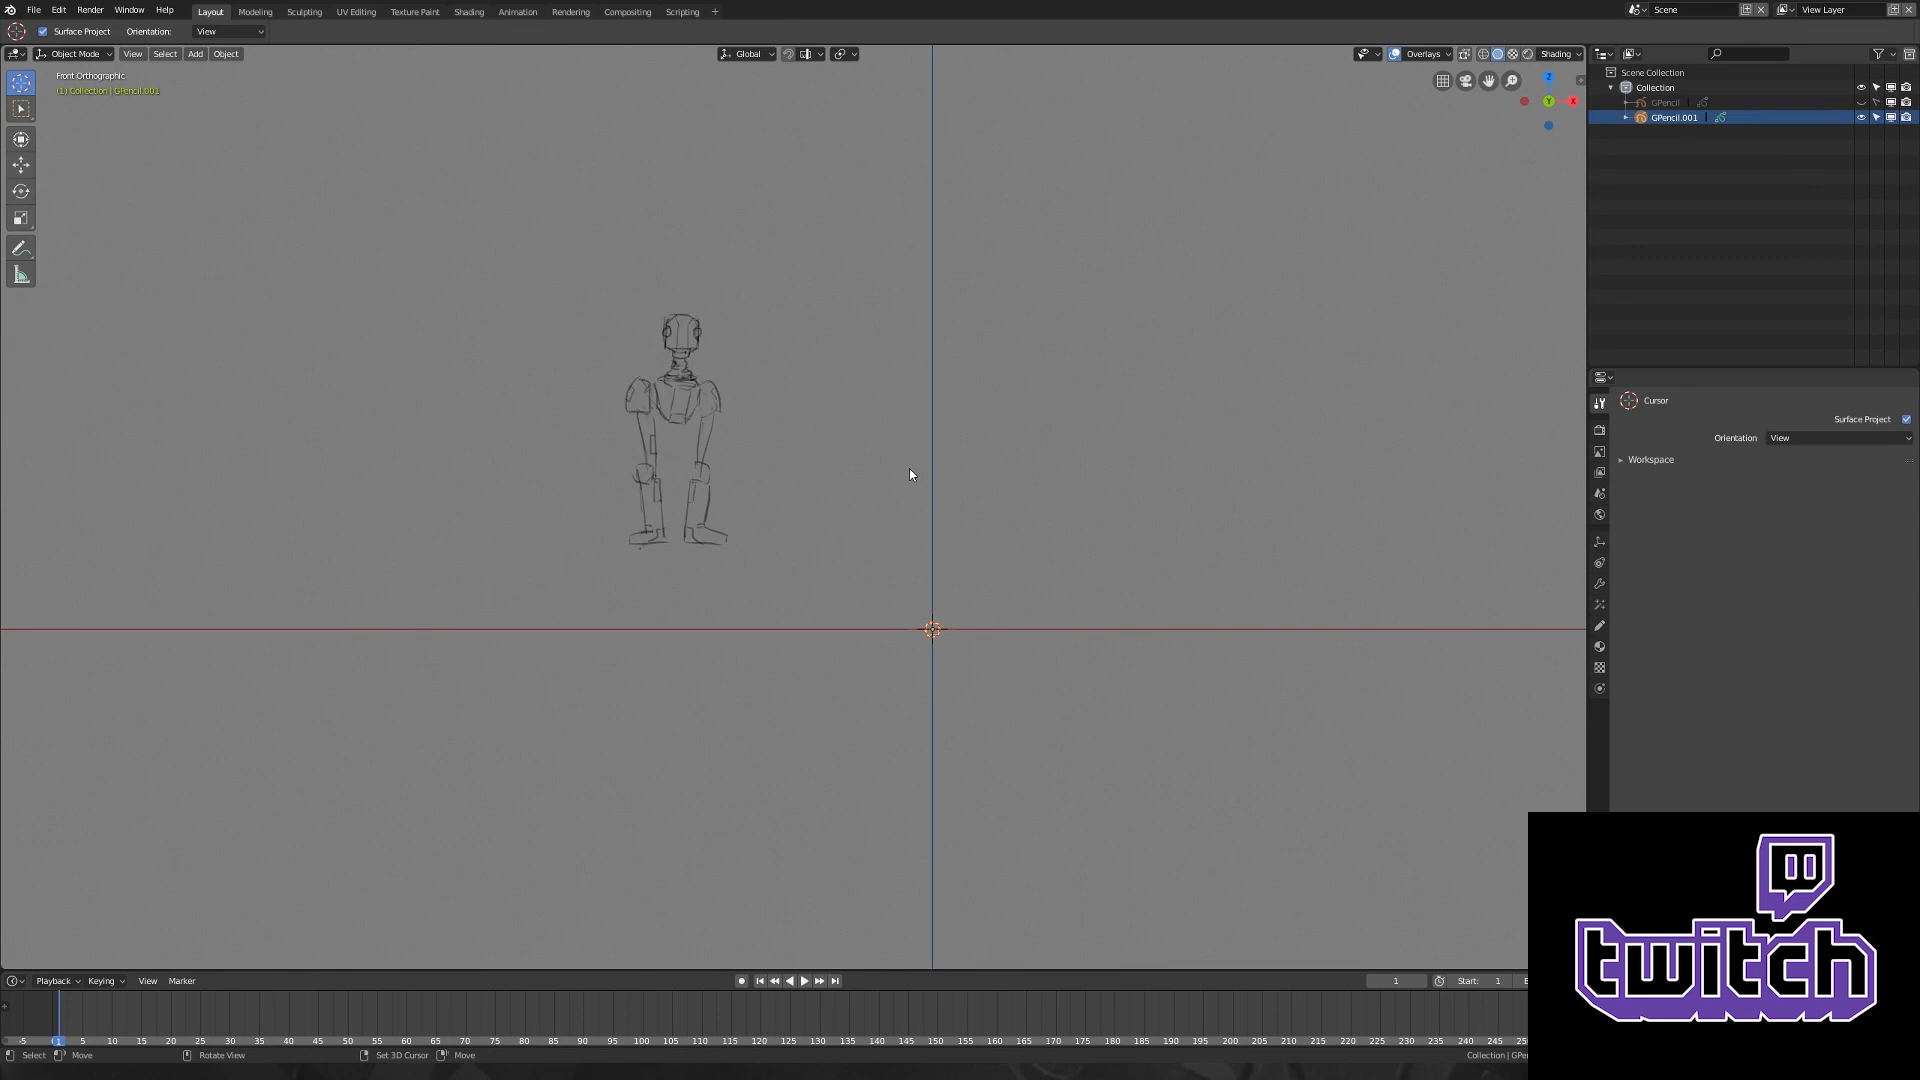 File Edit Render Window Help Layout Modeling Sculpting UV Editing Texture Paint Shading Animation Rendering Compositing Scripting + Scene View Layer
Surface Project Orientation: View
Object Mode View Select Add Object Global Overlays Shading
Front Orthographic
(1) Collection | GPencil.001
Z
Y
X
Scene Collection
Collection
GPencil
GPencil.001
Cursor
Surface Project
Orientation View
Workspace
twitch
Playback Keying View Marker 1 Start: 1
-5 1 5 10 15 20 25 30 35 40 45 50 55 60 65 70 75 80 85 90 95 100 105 110 115 120 125 130 135 140 145 150 155 160 165 170 175 180 185 190 195 200 205 210 215 220 225 230 235 240 245
Select Move Rotate View Set 3D Cursor Move Collection | GPe